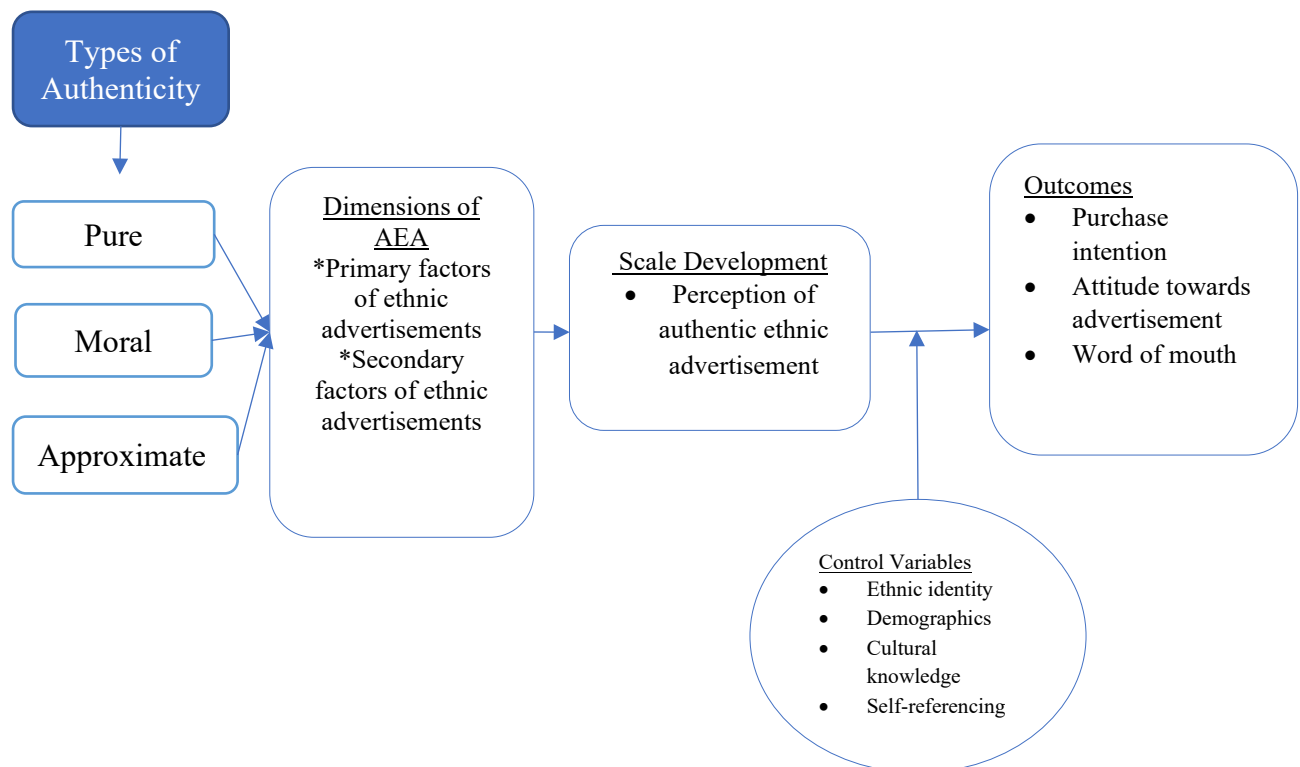 Types of
Authenticity
Pure
Moral
Approximate
Dimensions of
AEA
*Primary factors
of ethnic
advertisements
*Secondary
factors of ethnic
advertisements
Scale Development
• Perception of
authentic ethnic
advertisement
Outcomes
• Purchase
intention
• Attitude towards
advertisement
• Word of mouth
Control Variables
• Ethnic identity
• Demographics
• Cultural
knowledge
• Self-referencing